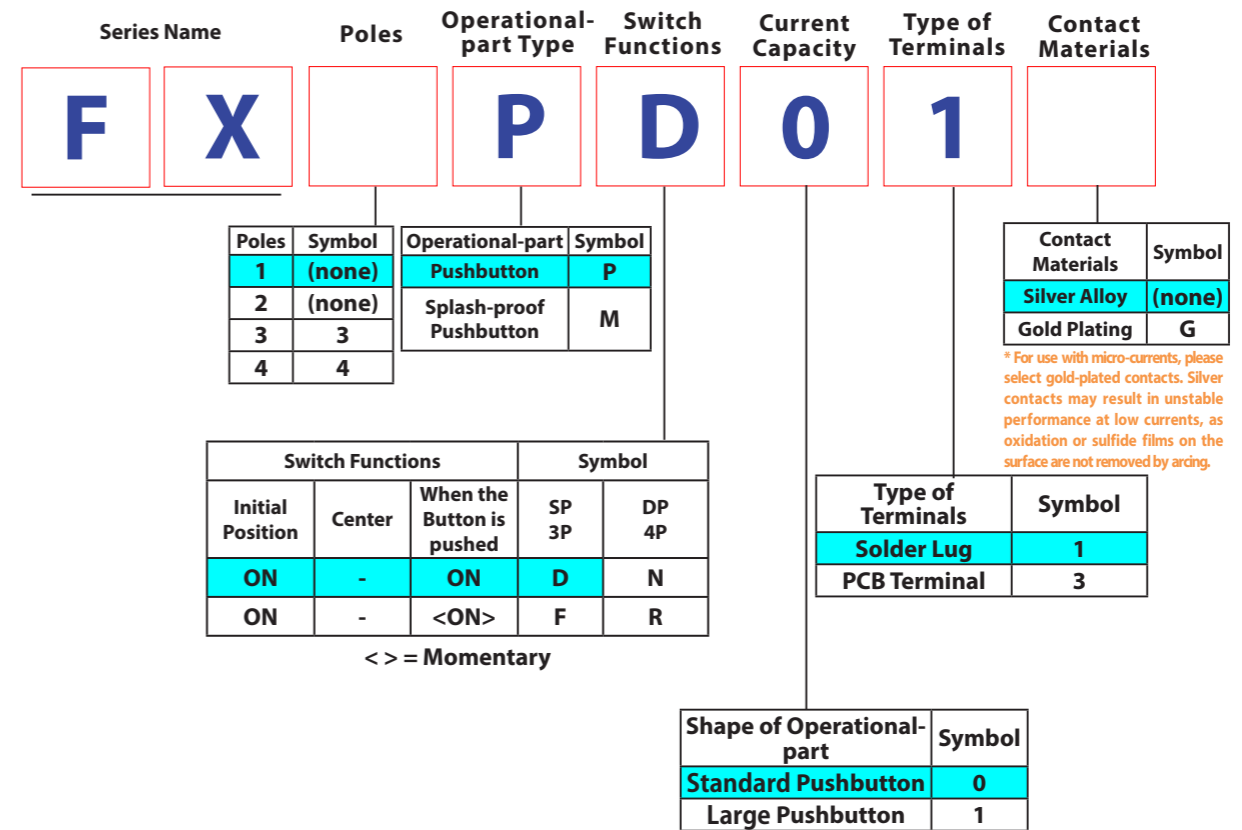 Series Name
Poles
Operational-
part Type
Switch
Functions
Current
Capacity
Type of
Terminals
Contact
Materials
F X P D 0 1
Poles Symbol
1 (none)
2 (none)
3 3
4 4
Operational-part Symbol
Pushbutton P
Splash-proof
Pushbutton
M
Contact
Materials
Symbol
Silver Alloy (none)
Gold Plating G
* For use with micro-currents, please
select gold-plated contacts. Silver
contacts may result in unstable
performance at low currents, as
oxidation or sulfide films on the
surface are not removed by arcing.
Switch Functions Symbol
Initial
Position
Center
When the
Button is
pushed
SP
3P
DP
4P
ON - ON D N
ON - <ON> F R
< > = Momentary
Type of
Terminals
Symbol
Solder Lug 1
PCB Terminal 3
Shape of Operational-
part
Symbol
Standard Pushbutton 0
Large Pushbutton 1